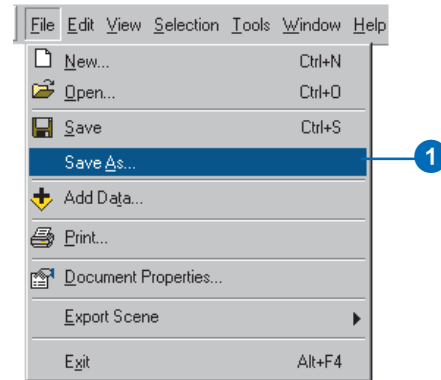 File Edit View Selection Tools Window Help
New... Ctrl+N
Open... Ctrl+O
Save Ctrl+S
Save As... 1
Add Data...
Print...
Document Properties...
Export Scene
Exit Alt+F4